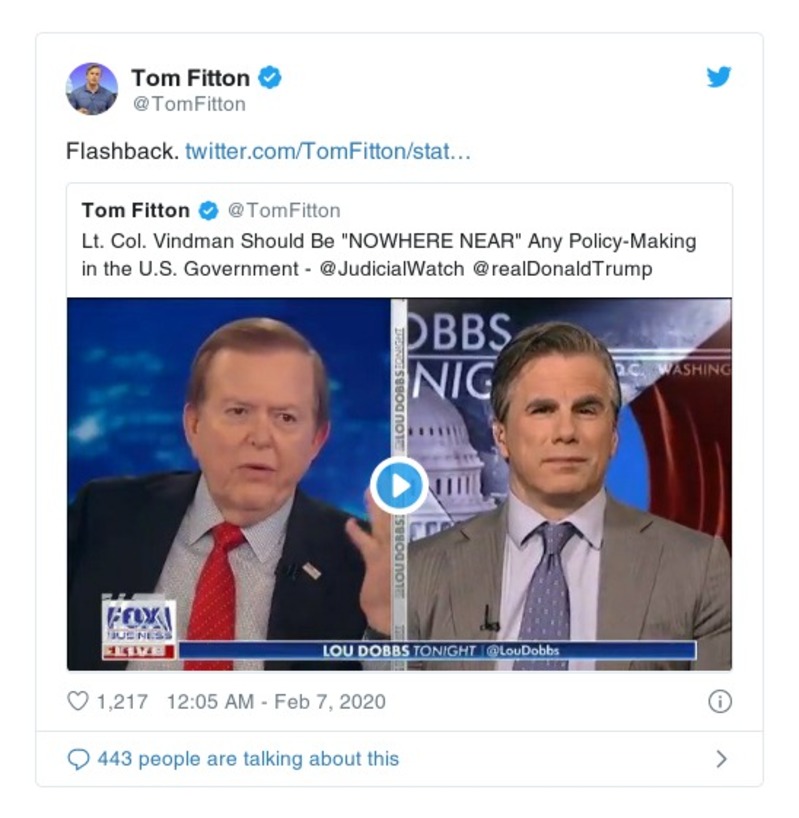 Tom Fitton
@TomFitton
Flashback. twitter.com/TomFitton/stat…
Tom Fitton @TomFitton
Lt. Col. Vindman Should Be "NOWHERE NEAR" Any Policy-Making
in the U.S. Government - @JudicialWatch @realDonaldTrump
OBBS
NIG
D.C. WASHING
LOU DOBBS TONIGHT
LOU DOBBS
FOX
BUSINESS
LIVE
LOU DOBBS TONIGHT | @LouDobbs
1,217 12:05 AM - Feb 7, 2020
443 people are talking about this